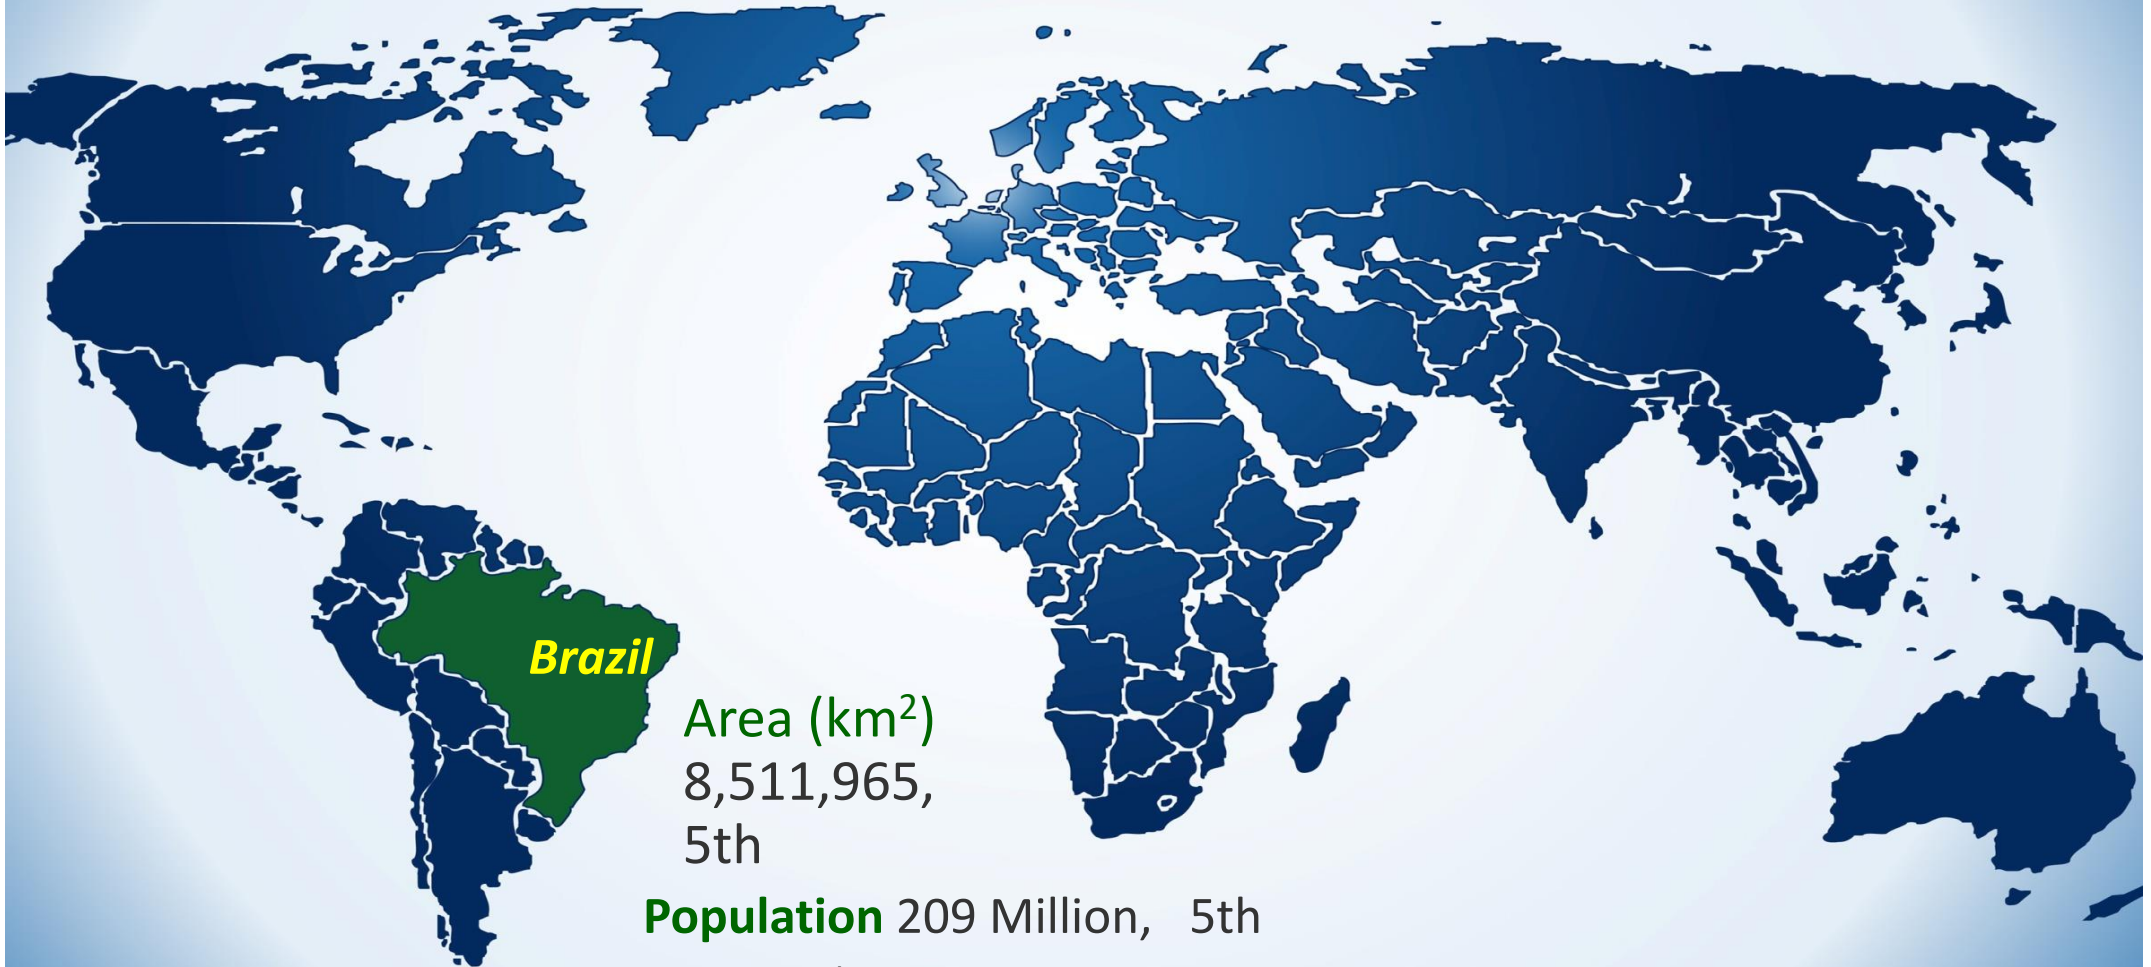 Brazil
Area (km²)
8,511,965,
5th
Population 209 Million, 5th